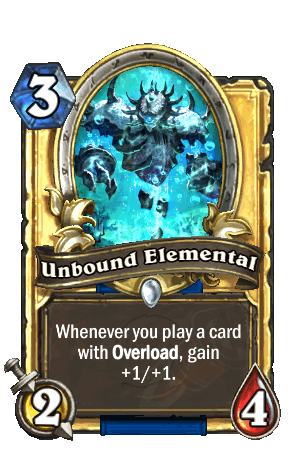 3
Unbound Elemental
Whenever you play a card
with Overload, gain
+1/+1.
2
4